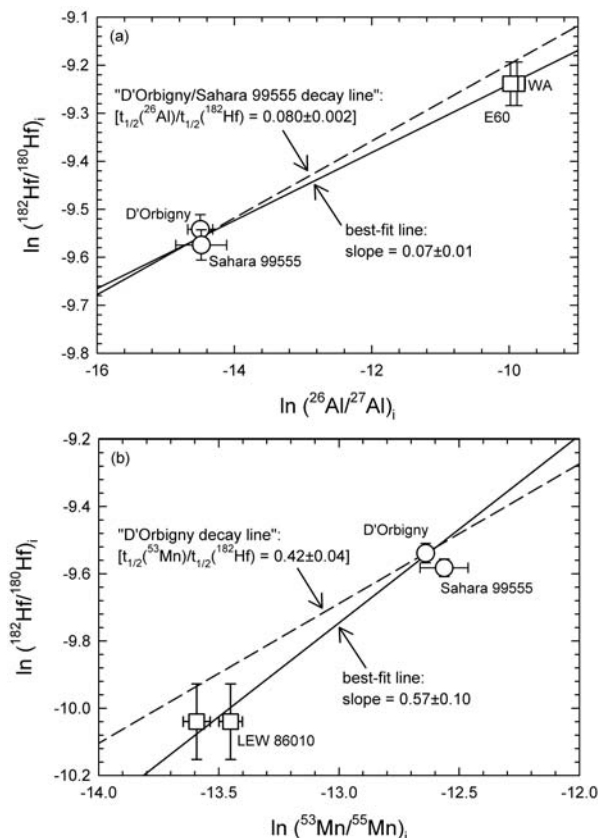 (a)
-9.1
-9.2
-9.3
-9.4
-9.5
-9.6
-9.7
-9.8
ln (¹⁸²Hf/¹⁸⁰Hf)ᵢ
"D'Orbigny/Sahara 99555 decay line":
[t₁/₂(²⁶Al)/t₁/₂(¹⁸²Hf) = 0.080±0.002]
WA
E60
D'Orbigny
Sahara 99555
best-fit line:
slope = 0.07±0.01
-16 -14 -12 -10
ln (²⁶Al/²⁷Al)ᵢ
(b)
-9.2
-9.4
-9.6
-9.8
-10.0
-10.2
ln (¹⁸²Hf/¹⁸⁰Hf)ᵢ
"D'Orbigny decay line":
[t₁/₂(⁵³Mn)/t₁/₂(¹⁸²Hf) = 0.42±0.04]
D'Orbigny
Sahara 99555
best-fit line:
slope = 0.57±0.10
LEW 86010
-14.0 -13.5 -13.0 -12.5 -12.0
ln (⁵³Mn/⁵⁵Mn)ᵢ